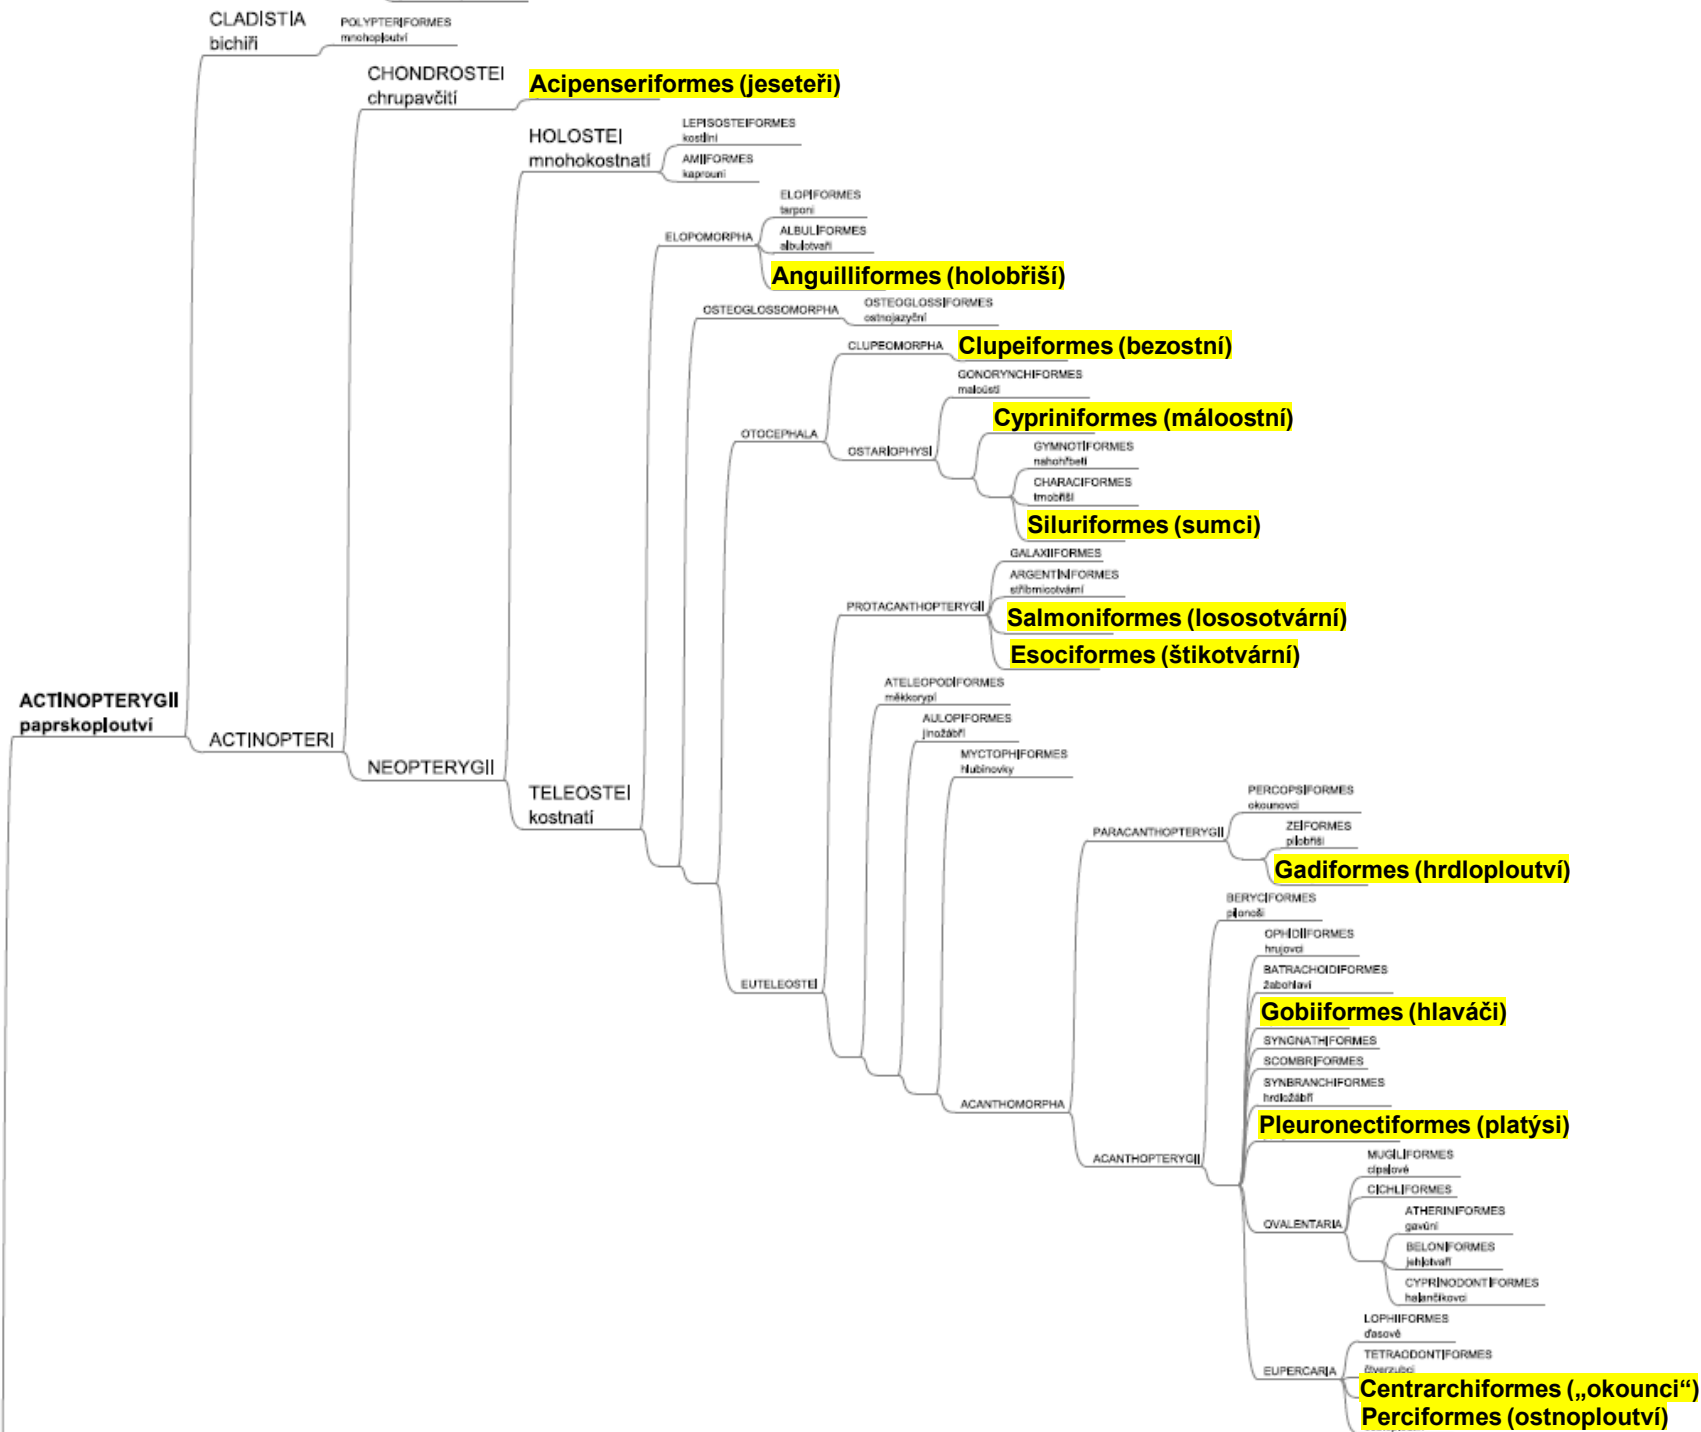 CLADISTIA
bichiři
POLYPTERIFORMES
mnohoploutví
CHONDROSTEI
chrupavčití
Acipenseriformes (jeseteři)
HOLOSTEI
mnohokostnatí
LEPISOSTEIFORMES
kostlíni
AMIIFORMES
kaprouni
ELOPOMORPHA
ELOPIFORMES
tarponi
ALBULIFORMES
albulotvaří
Anguilliformes (holobřiší)
OSTEOGLOSSOMORPHA
OSTEOGLOSSIFORMES
ostnojazyční
CLUPEOMORPHA
Clupeiformes (bezostní)
GONORYNCHIFORMES
maloústí
Cypriniformes (máloostní)
OTOCEPHALA
OSTARIOPHYSI
GYMNOTIFORMES
nahohřbetí
CHARACIFORMES
trnobřiší
Siluriformes (sumci)
GALAXIIFORMES
ARGENTINIFORMES
stříbrnicotvární
PROTACANTHOPTERYGII
Salmoniformes (lososotvární)
Esociformes (štikotvární)
ACTINOPTERYGII
paprskoploutví
ACTINOPTERI
NEOPTERYGII
TELEOSTEI
kostnatí
ATELEOPODIFORMES
měkkorypí
AULOPIFORMES
jinožábří
MYCTOPHIFORMES
hlubinovky
PERCOPSIFORMES
okounovci
PARACANTHOPTERYGII
ZEIFORMES
pilobřiší
Gadiformes (hrdloploutví)
BERYCIFORMES
pilonoši
OPHIDIIFORMES
hrujovci
BATRACHOIDIFORMES
žabohlaví
EUTELEOSTEI
Gobiiformes (hlaváči)
SYNGNATHIFORMES
SCOMBRIFORMES
SYNBRANCHIFORMES
hrdložábří
ACANTHOMORPHA
Pleuronectiformes (platýsi)
ACANTHOPTERYGII
MUGILIFORMES
cípalové
CICHLIFORMES
OVALENTARIA
ATHERINIFORMES
gavúni
BELONIFORMES
jehlotvaří
CYPRINODONTIFORMES
halančíkovci
LOPHIIFORMES
ďasové
TETRAODONTIFORMES
čtverzubci
EUPERCARIA
Centrarchiformes („okounci“)
Perciformes (ostnoploutví)